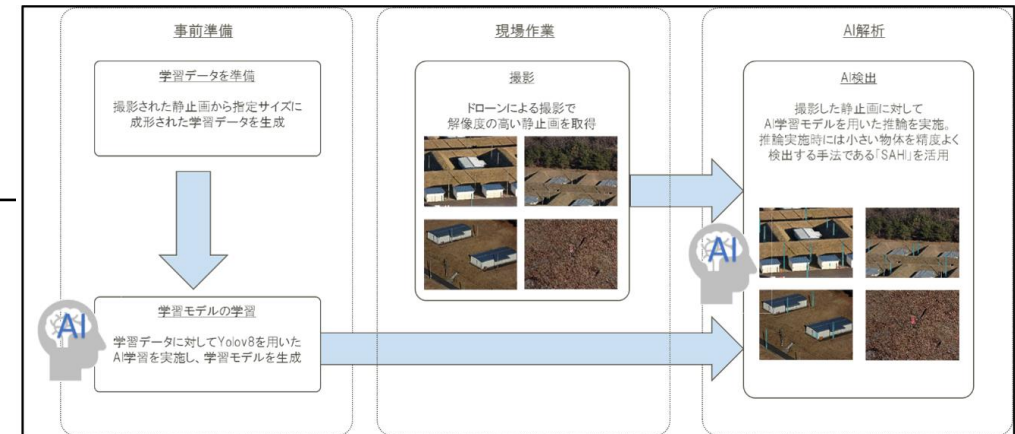 事前準備
学習データを準備
撮影された静止画から指定サイズに
成形された学習データを生成
AI
学習モデルの学習
学習データに対してYolov8を用いた
AI学習を実施し、学習モデルを生成
現場作業
撮影
ドローンによる撮影で
解像度の高い静止画を取得
AI解析
AI検出
撮影した静止画に対して
AI学習モデルを用いた推論を実施。
推論実施時には小さい物体を精度よく
検出する手法である「SAHI」を活用
AI